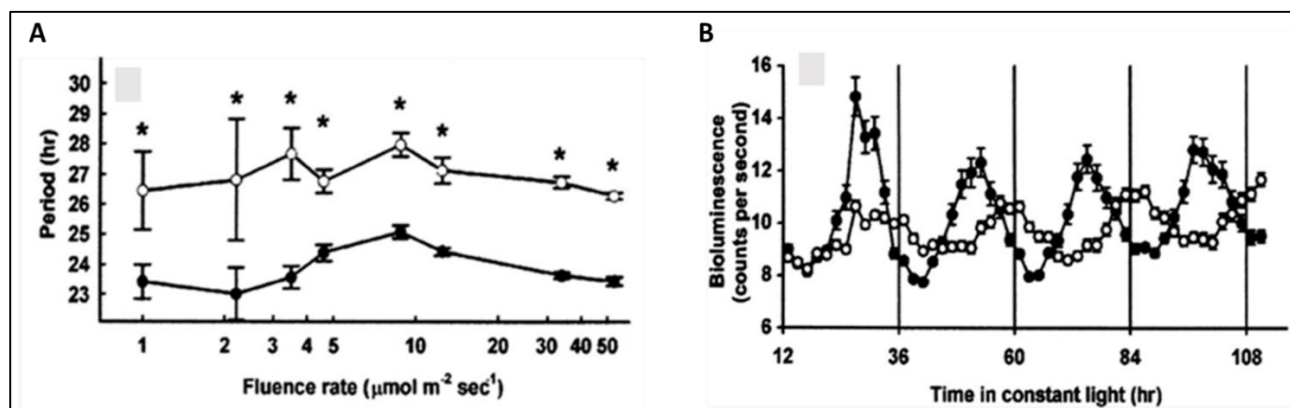 A
30
29
28
27
26
25
24
23
Period (hr)
* * * * * * * *
1 2 3 4 5 10 20 30 40 50
Fluence rate (μmol m⁻² sec¹)
B
16
14
12
10
8
6
Bioluminescence
(counts per second)
12 36 60 84 108
Time in constant light (hr)